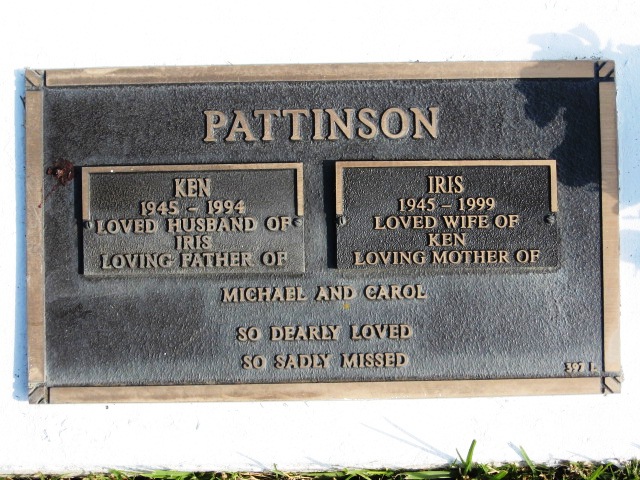 PATTINSON
KEN
1945 - 1994
LOVED HUSBAND OF
IRIS
LOVING FATHER OF
IRIS
1945 - 1999
LOVED WIFE OF
KEN
LOVING MOTHER OF
MICHAEL AND CAROL
SO DEARLY LOVED
SO SADLY MISSED